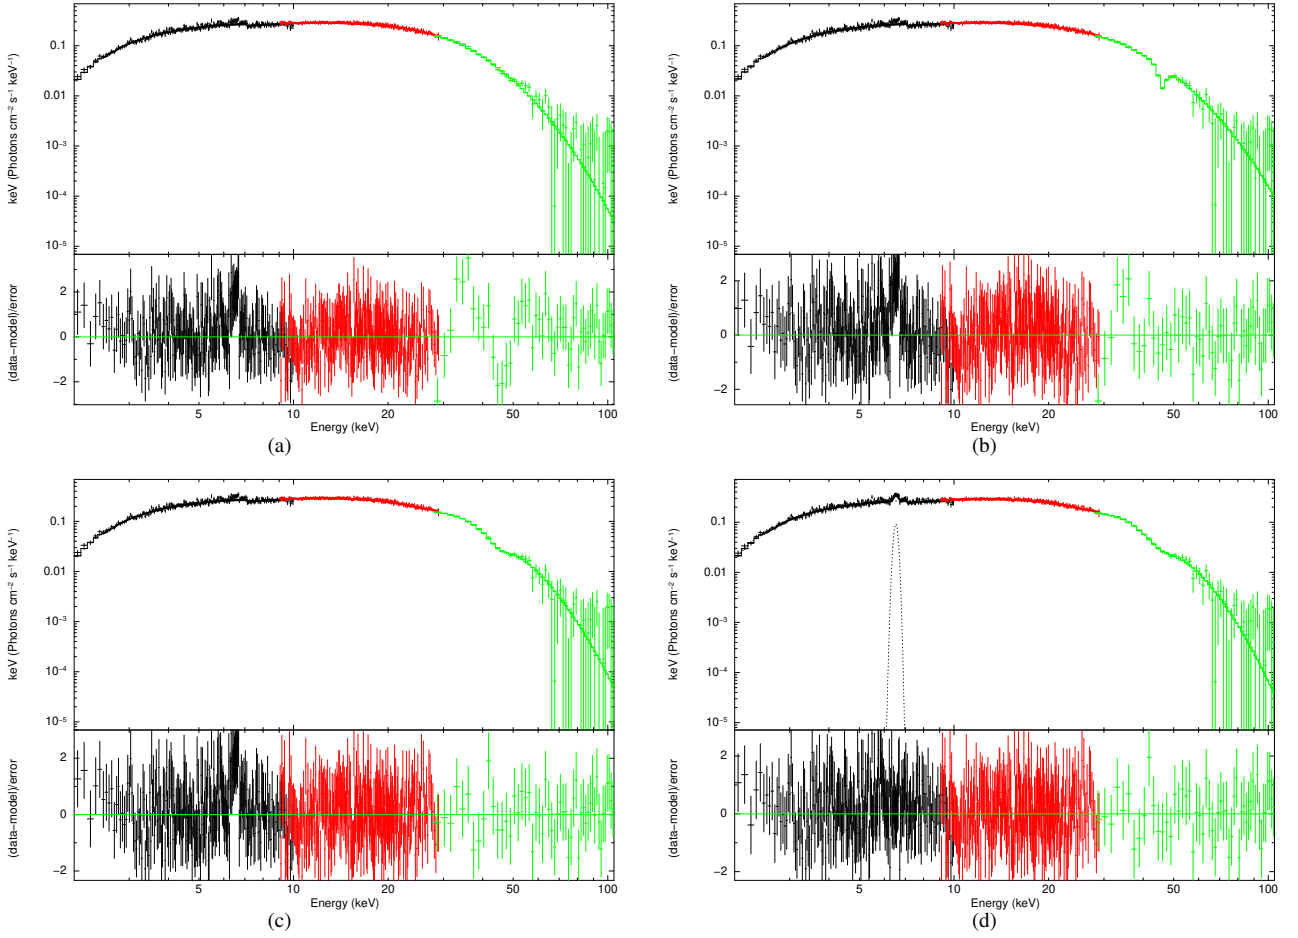 keV (Photons cm⁻² s⁻¹ keV⁻¹)
0.1
0.01
10⁻³
10⁻⁴
10⁻⁵
(data−model)/error
2
0
−2
5 10 20 50 100
Energy (keV)
(a)
keV (Photons cm⁻² s⁻¹ keV⁻¹)
0.1
0.01
10⁻³
10⁻⁴
10⁻⁵
(data−model)/error
2
0
−2
5 10 20 50 100
Energy (keV)
(b)
keV (Photons cm⁻² s⁻¹ keV⁻¹)
0.1
0.01
10⁻³
10⁻⁴
10⁻⁵
(data−model)/error
2
0
−2
5 10 20 50 100
Energy (keV)
(c)
keV (Photons cm⁻² s⁻¹ keV⁻¹)
0.1
0.01
10⁻³
10⁻⁴
10⁻⁵
(data−model)/error
2
0
−2
5 10 20 50 100
Energy (keV)
(d)